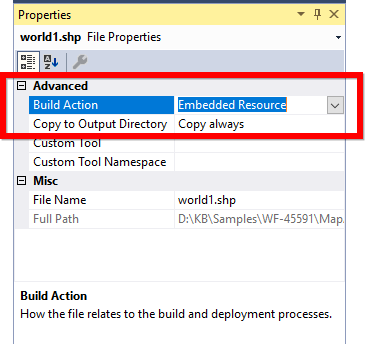 Properties
world1.shp File Properties
Advanced
Build Action Embedded Resource
Copy to Output Directory Copy always
Custom Tool
Custom Tool Namespace
Misc
File Name world1.shp
Full Path D:\KB\Samples\WF-45591\Map.
Build Action
How the file relates to the build and deployment processes.